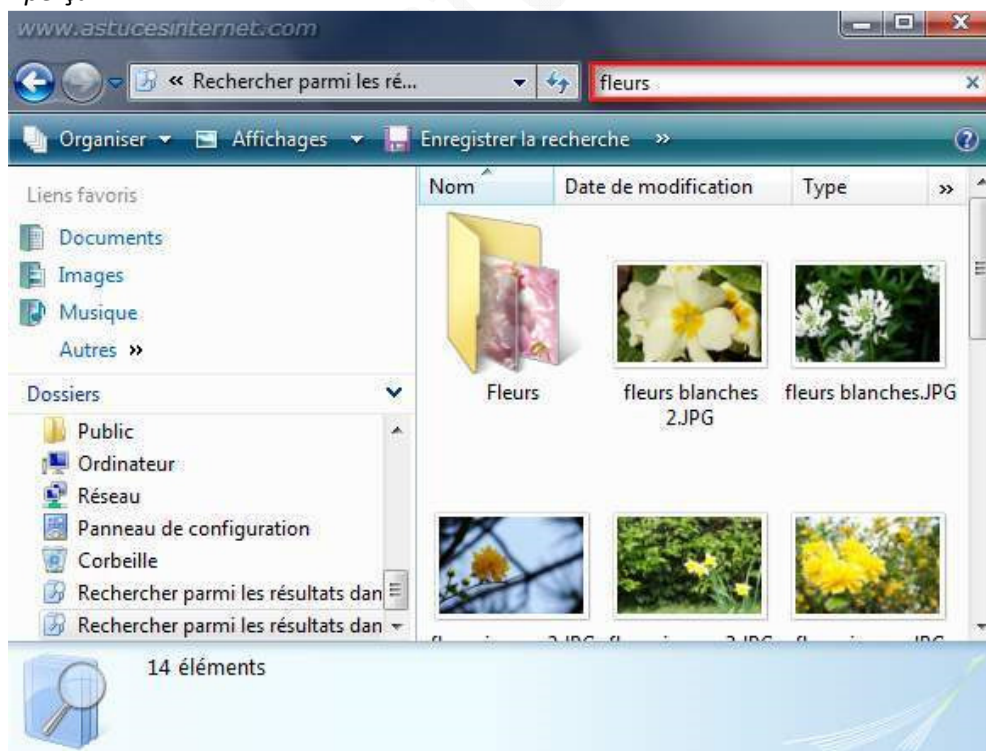 www.astucesinternet.com
« Rechercher parmi les ré...
fleurs
Organiser
Affichages
Enregistrer la recherche »
Liens favoris
Documents
Images
Musique
Autres »
Dossiers
Public
Ordinateur
Réseau
Panneau de configuration
Corbeille
Rechercher parmi les résultats dan
Rechercher parmi les résultats dan
Nom Date de modification Type »
Fleurs
fleurs blanches
2.JPG
fleurs blanches.JPG
14 éléments